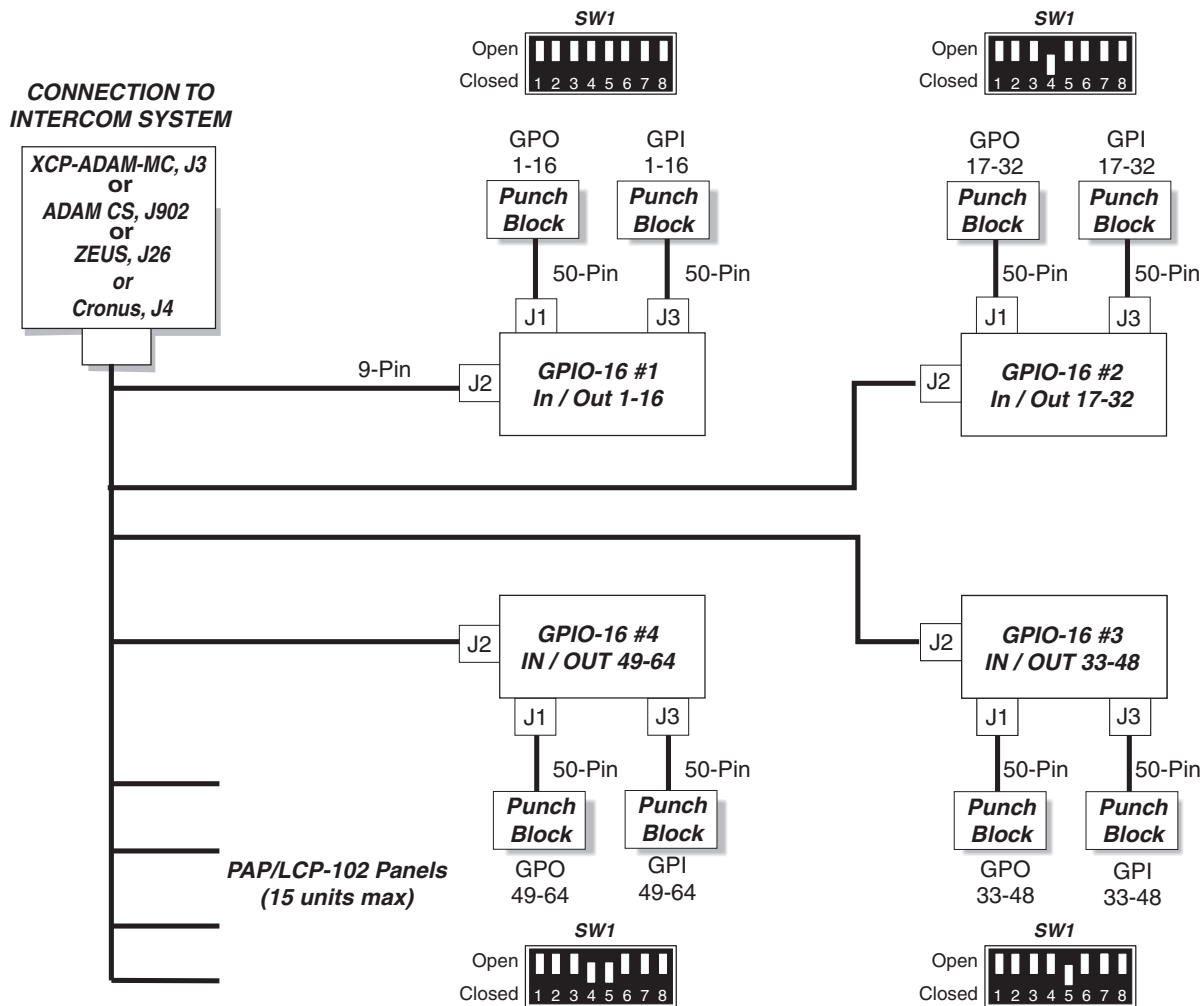 SW1
Open
Closed
1 2 3 4 5 6 7 8
SW1
Open
Closed
1 2 3 4 5 6 7 8
CONNECTION TO
INTERCOM SYSTEM
XCP-ADAM-MC, J3
or
ADAM CS, J902
or
ZEUS, J26
or
Cronus, J4
GPO
1-16
Punch
Block
50-Pin
J1
GPI
1-16
Punch
Block
50-Pin
J3
9-Pin
J2
GPIO-16 #1
In / Out 1-16
GPO
17-32
Punch
Block
50-Pin
J1
GPI
17-32
Punch
Block
50-Pin
J3
J2
GPIO-16 #2
In / Out 17-32
J2
GPIO-16 #4
IN / OUT 49-64
J1
50-Pin
Punch
Block
GPO
49-64
J3
50-Pin
Punch
Block
GPI
49-64
J2
GPIO-16 #3
IN / OUT 33-48
J1
50-Pin
Punch
Block
GPO
33-48
J3
50-Pin
Punch
Block
GPI
33-48
PAP/LCP-102 Panels
(15 units max)
SW1
Open
Closed
1 2 3 4 5 6 7 8
SW1
Open
Closed
1 2 3 4 5 6 7 8